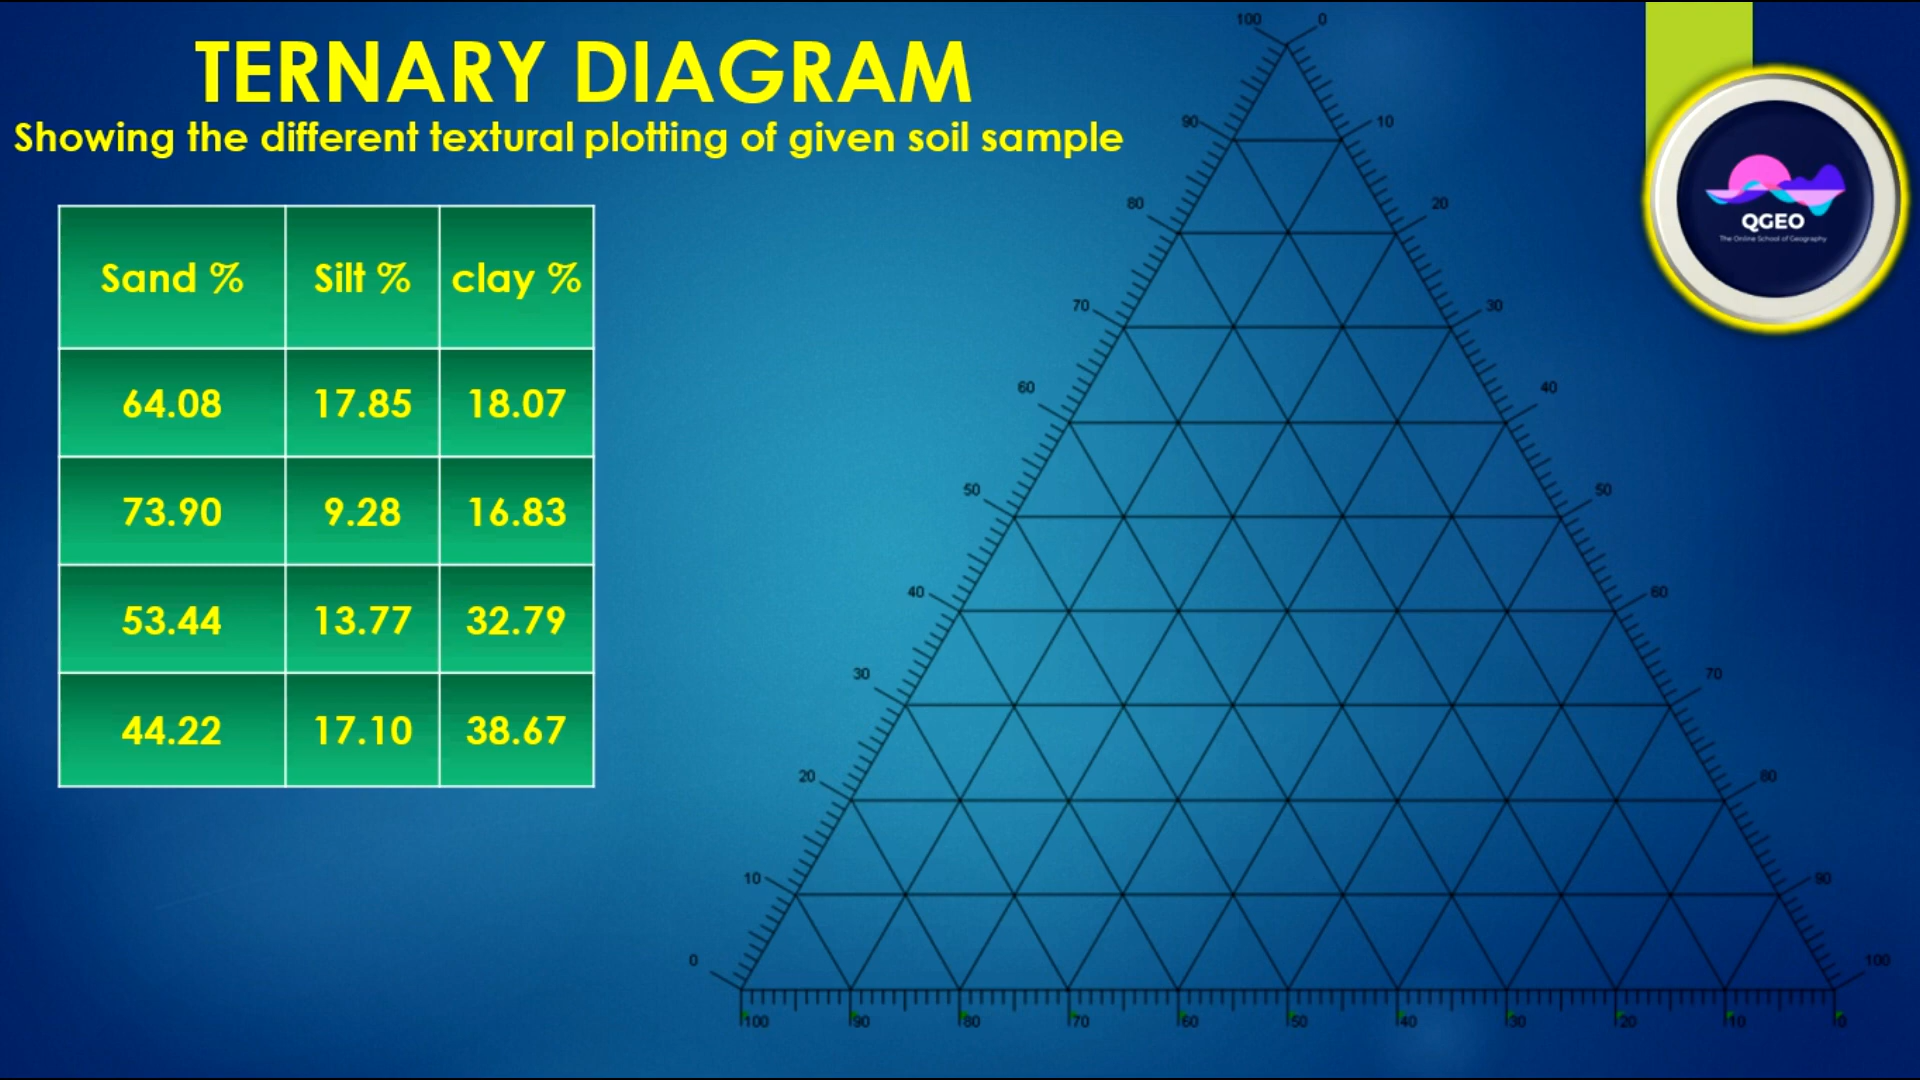 TERNARY DIAGRAM
Showing the different textural plotting of given soil sample
Sand % Silt % clay %
64.08 17.85 18.07
73.90 9.28 16.83
53.44 13.77 32.79
44.22 17.10 38.67
100 0
90 10
80 20
70 30
60 40
50 50
40 60
30 70
20 80
10 90
0 100
100 90 80 70 60 50 40 30 20 10 0
QGEO
The Online School of Geography